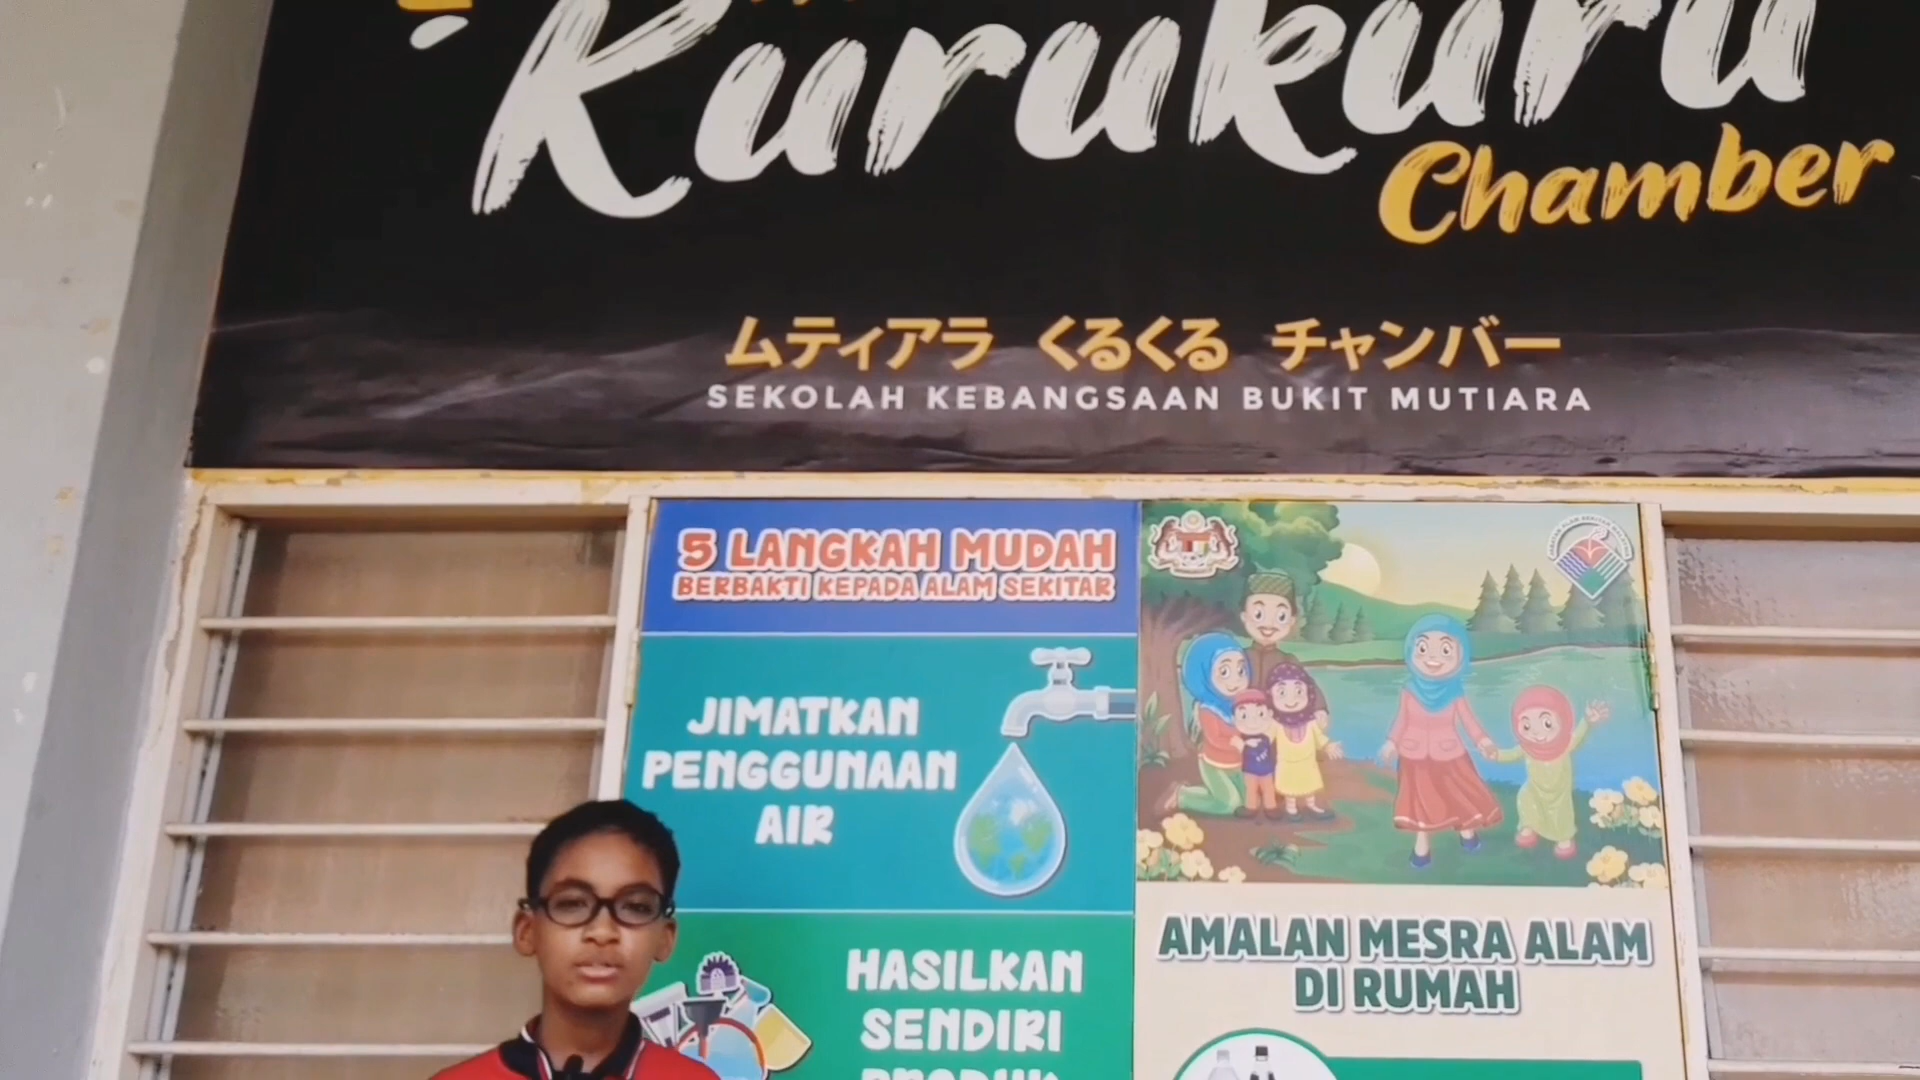 Kurukuru
Chamber
ムティアラ くるくる チャンバー
SEKOLAH KEBANGSAAN BUKIT MUTIARA
5 LANGKAH MUDAH
BERBAKTI KEPADA ALAM SEKITAR
JIMATKAN
PENGGUNAAN
AIR
HASILKAN
SENDIRI
PRODUK
AMALAN MESRA ALAM
DI RUMAH